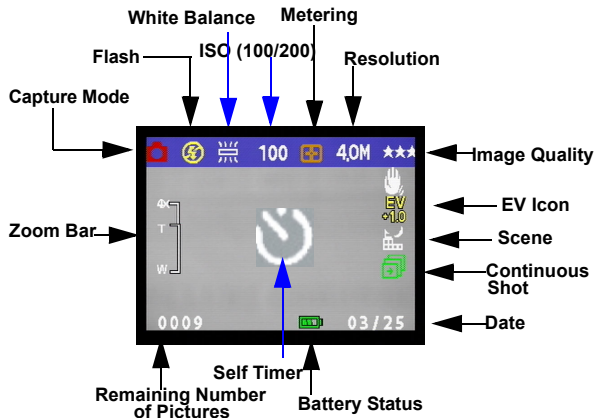 White Balance
Metering
ISO (100/200)
Flash
Resolution
Capture Mode
100
4.0M
Image Quality
EV
+1.0
EV Icon
4x
T
W
Zoom Bar
Scene
Continuous
Shot
0009
03/25
Date
Self Timer
Remaining Number
of Pictures
Battery Status